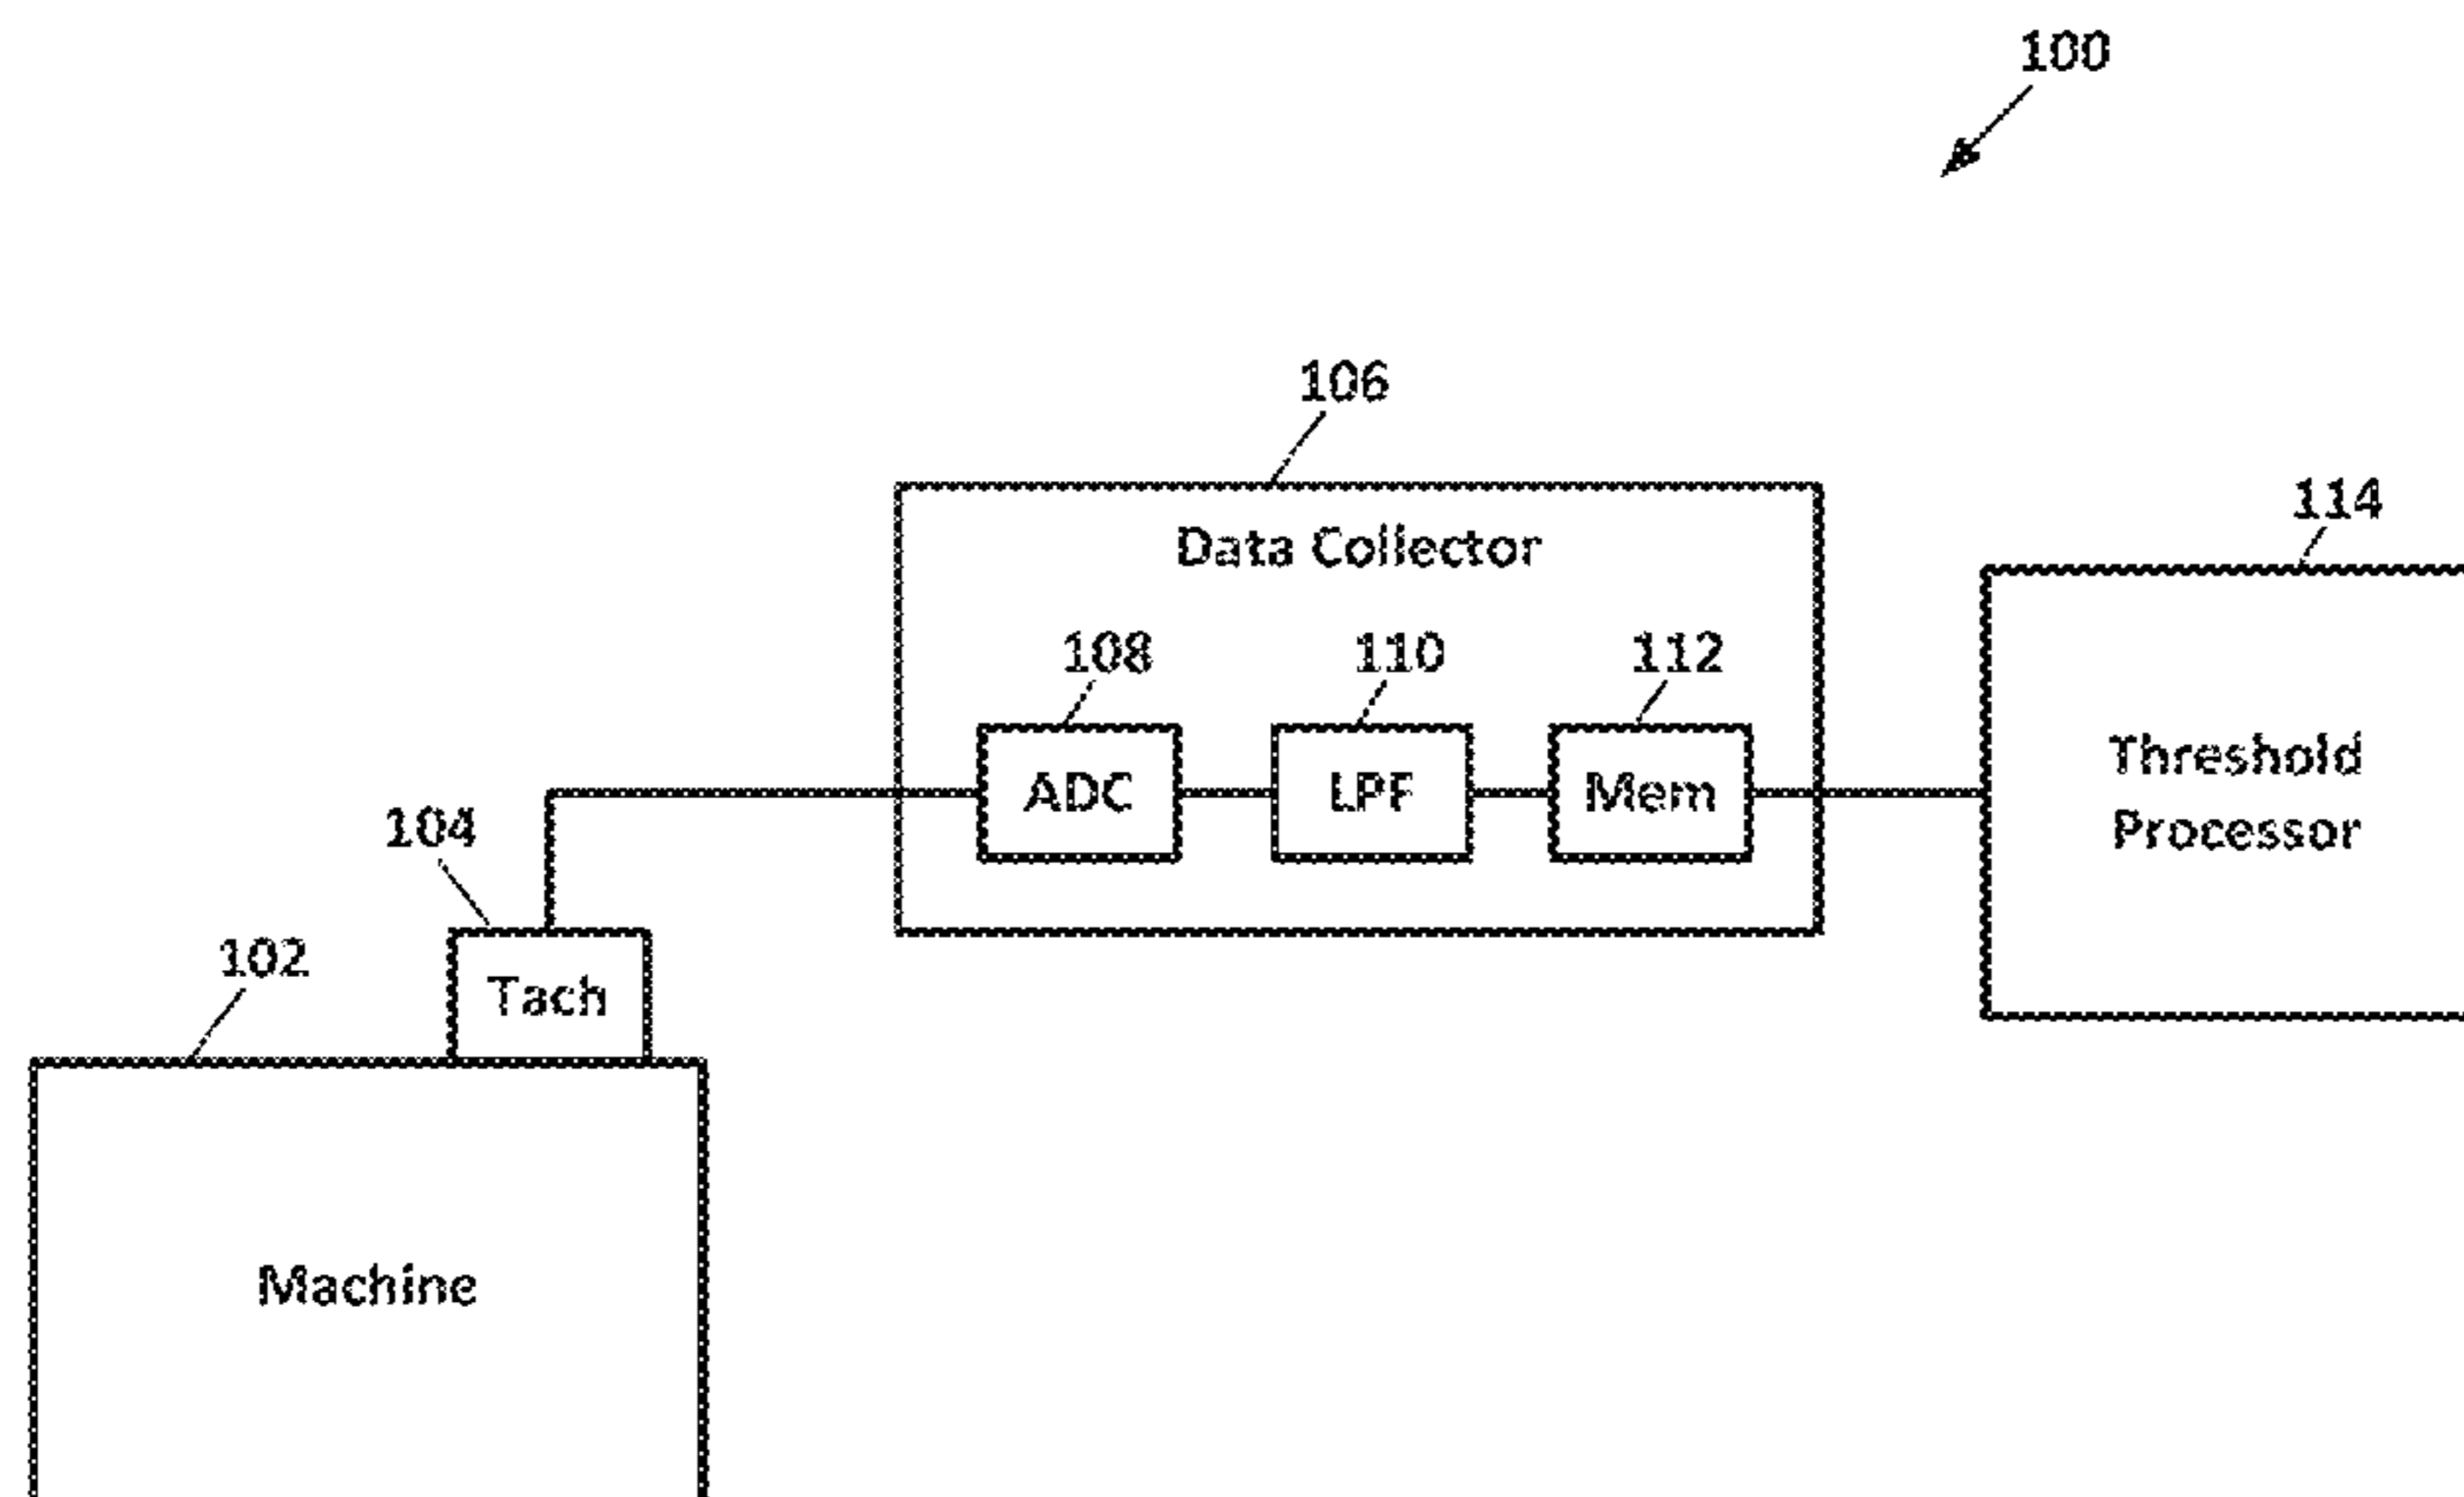 100
106
114
Data Collector
108 110 112
Threshold
Processor
ADC LPF Mem
104
102
Tach
Machine